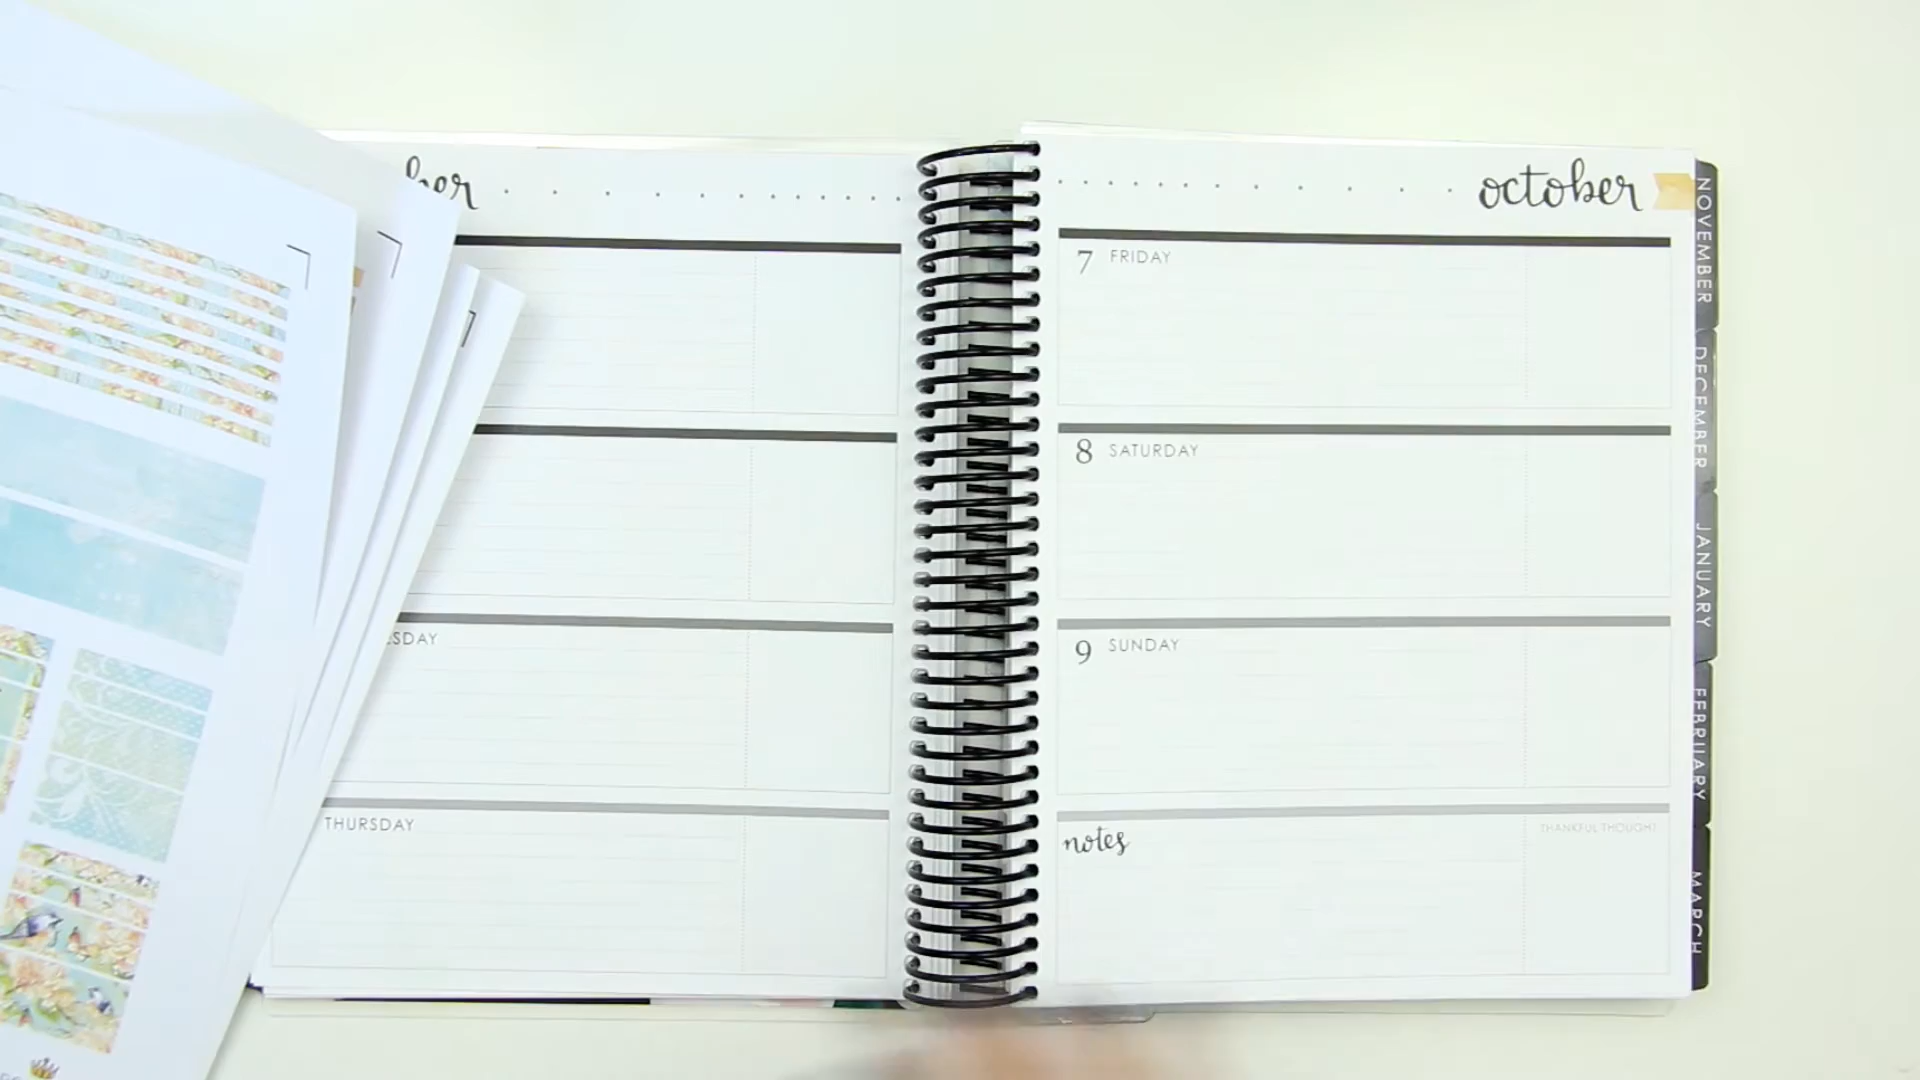 october
7 FRIDAY
8 SATURDAY
9 SUNDAY
THURSDAY
notes
THANKFUL THOUGHT
NOVEMBER
DECEMBER
JANUARY
FEBRUARY
MARCH